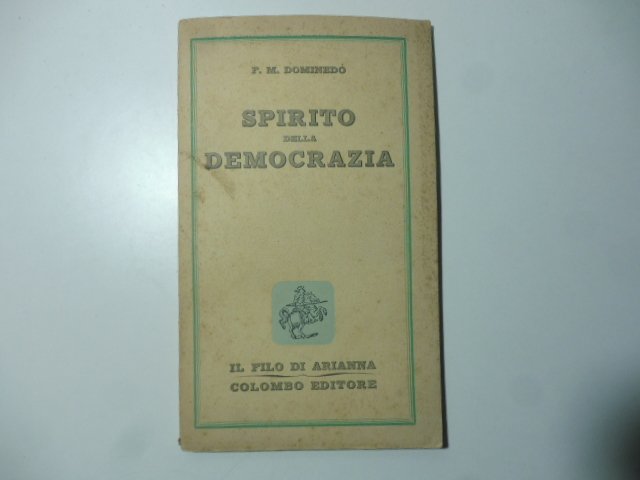 F. M. DOMINEDÒ
SPIRITO
DELLA
DEMOCRAZIA
IL FILO DI ARIANNA
COLOMBO EDITORE